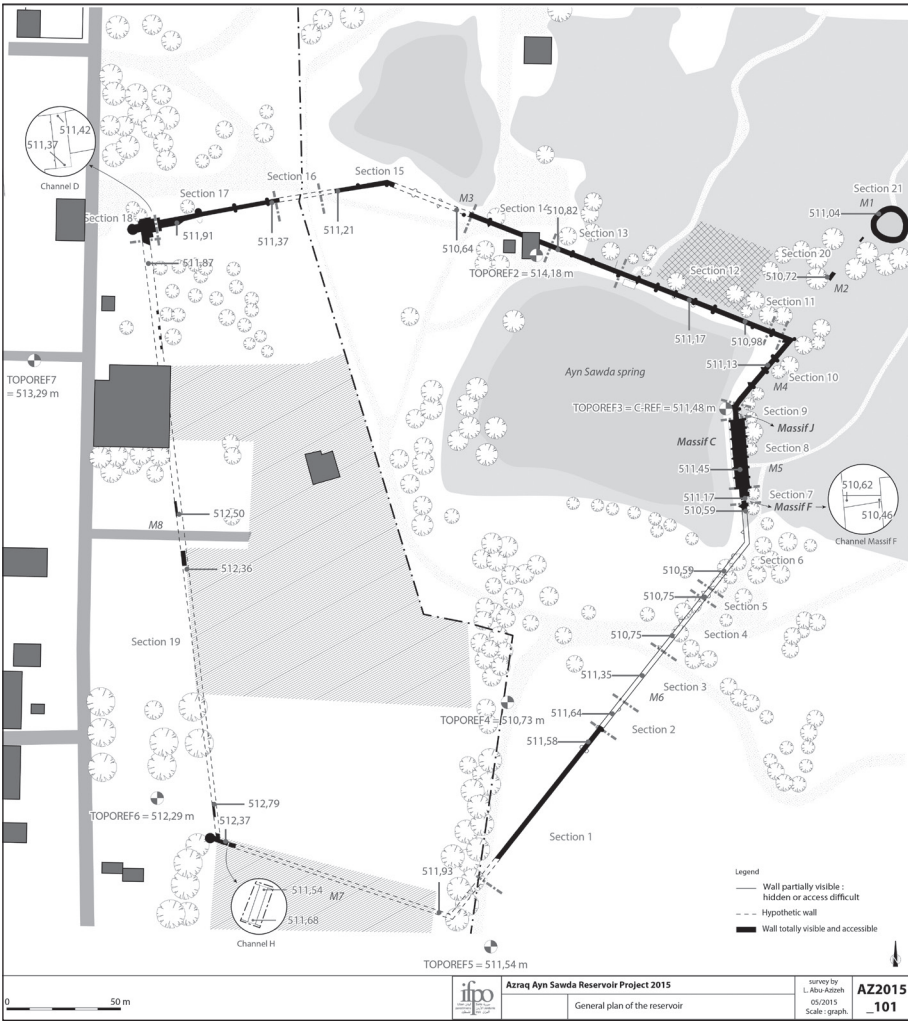 511,42
511,37
Channel D
Section 17
Section 16
Section 15
Section 18
511,91
511,37
511,21
M3
510,64
Section 14
510,82
Section 13
TOPOREF2 = 514,18 m
Section 21
M1
511,04
Section 20
510,72
M2
Section 12
Section 11
511,87
511,17
510,98
511,13
Section 10
M4
Ayn Sawda spring
TOPOREF7
= 513,29 m
TOPOREF3 = C-REF = 511,48 m
Section 9
Massif J
Massif C
Section 8
511,45
M5
511,17
Section 7
510,59
Massif F
510,62
510,46
Channel Massif F
512,50
M8
512,36
Section 6
510,59
510,75
Section 5
510,75
Section 4
Section 19
511,35
Section 3
M6
511,64
TOPOREF4 = 510,73 m
Section 2
511,58
512,79
TOPOREF6 = 512,29 m
512,37
Section 1
511,54
M7
511,93
511,68
Channel H
Legend
Wall partially visible :
hidden or access difficult
Hypothetic wall
Wall totally visible and accessible
TOPOREF5 = 511,54 m
0
50 m
ifpo
Azraq Ayn Sawda Reservoir Project 2015
General plan of the reservoir
survey by
L. Abu-Azizeh
05/2015
Scale : graph.
AZ2015
_101